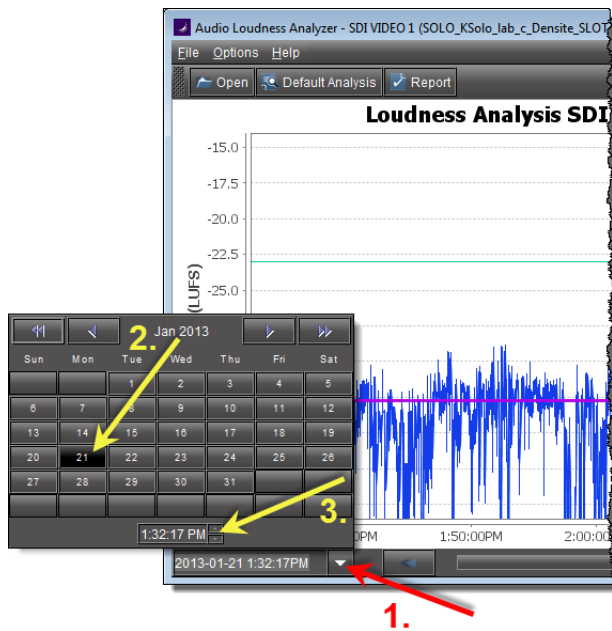 Audio Loudness Analyzer - SDI VIDEO 1 (SOLO_KSolo_lab_c_Densite_SLOT
File Options Help
Open Default Analysis Report
Loudness Analysis SDI
-15.0
-17.5
-20.0
-22.5
-25.0
(LUFS)
2.
Jan 2013
Sun Mon Tue Wed Thu Fri Sat
1 2 3 4 5
6 7 8 9 10 11 12
13 14 15 16 17 18 19
20 21 22 23 24 25 26
27 28 29 30 31
3.
1:32:17 PM
PM 1:50:00PM 2:00:0
2013-01-21 1:32:17PM
1.